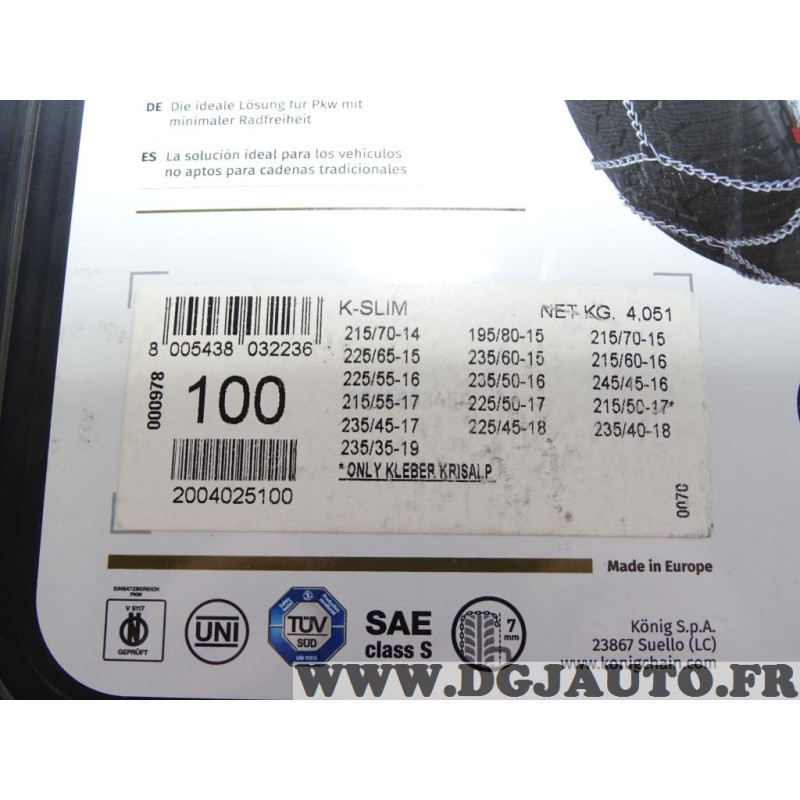 DE Die ideale Lösung für Pkw mit
minimaler Radfreiheit
ES La solución ideal para los vehículos
no aptos para cadenas tradicionales
K-SLIM NET KG. 4,051
8 005438 032236
215/70-14 195/80-15 215/70-15
225/65-15 235/60-15 215/60-16
225/55-16 235/50-16 245/45-16
215/55-17 225/50-17 215/50-17*
235/45-17 225/45-18 235/40-18
235/35-19
* ONLY KLEBER KRISALP
000978
100
2004025100
0070
Made in Europe
EINSATZBEREICH
PKW
V 5117
N
GEPRÜFT
UNI
TÜV
SÜD
SAE
class S
7
mm
König S.p.A.
23867 Suello (LC)
www.konigchain.com
WWW.DGJAUTO.FR